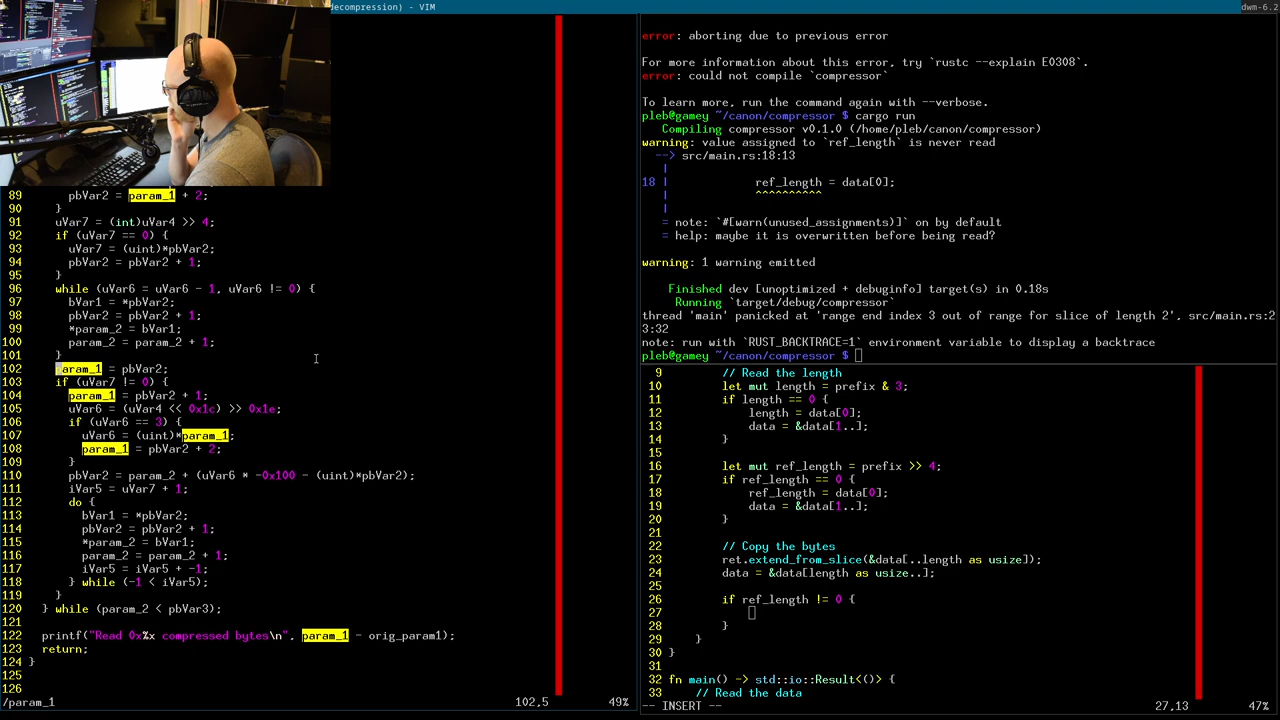 decompression) - VIM
dwm-6.2
89 pbVar2 = param_1 + 2;
90 }
91 uVar7 = (int)uVar4 >> 4;
92 if (uVar7 == 0) {
93 uVar7 = (uint)*pbVar2;
94 pbVar2 = pbVar2 + 1;
95 }
96 while (uVar6 = uVar6 - 1, uVar6 != 0) {
97 bVar1 = *pbVar2;
98 pbVar2 = pbVar2 + 1;
99 *param_2 = bVar1;
100 param_2 = param_2 + 1;
101 }
102 param_1 = pbVar2;
103 if (uVar7 != 0) {
104 param_1 = pbVar2 + 1;
105 uVar6 = (uVar4 << 0x1c) >> 0x1e;
106 if (uVar6 == 3) {
107 uVar6 = (uint)*param_1;
108 param_1 = pbVar2 + 2;
109 }
110 pbVar2 = param_2 + (uVar6 * -0x100 - (uint)*pbVar2);
111 iVar5 = uVar7 + 1;
112 do {
113 bVar1 = *pbVar2;
114 pbVar2 = pbVar2 + 1;
115 *param_2 = bVar1;
116 param_2 = param_2 + 1;
117 iVar5 = iVar5 + -1;
118 } while (-1 < iVar5);
119 }
120 } while (param_2 < pbVar3);
121
122 printf("Read 0x%x compressed bytes\n", param_1 - orig_param1);
123 return;
124 }
125
126
/param_1 102,5 49%
error: aborting due to previous error
For more information about this error, try `rustc --explain E0308`.
error: could not compile `compressor`
To learn more, run the command again with --verbose.
pleb@gamey ~/canon/compressor $ cargo run
Compiling compressor v0.1.0 (/home/pleb/canon/compressor)
warning: value assigned to `ref_length` is never read
--> src/main.rs:18:13
|
18 | ref_length = data[0];
| ^^^^^^^^^^
|
= note: `#[warn(unused_assignments)]` on by default
= help: maybe it is overwritten before being read?
warning: 1 warning emitted
Finished dev [unoptimized + debuginfo] target(s) in 0.18s
Running `target/debug/compressor`
thread 'main' panicked at 'range end index 3 out of range for slice of length 2', src/main.rs:2
3:32
note: run with `RUST_BACKTRACE=1` environment variable to display a backtrace
pleb@gamey ~/canon/compressor $
9 // Read the length
10 let mut length = prefix & 3;
11 if length == 0 {
12 length = data[0];
13 data = &data[1..];
14 }
15
16 let mut ref_length = prefix >> 4;
17 if ref_length == 0 {
18 ref_length = data[0];
19 data = &data[1..];
20 }
21
22 // Copy the bytes
23 ret.extend_from_slice(&data[..length as usize]);
24 data = &data[length as usize..];
25
26 if ref_length != 0 {
27
28 }
29 }
30 }
31
32 fn main() -> std::io::Result<()> {
33 // Read the data
-- INSERT -- 27,13 47%